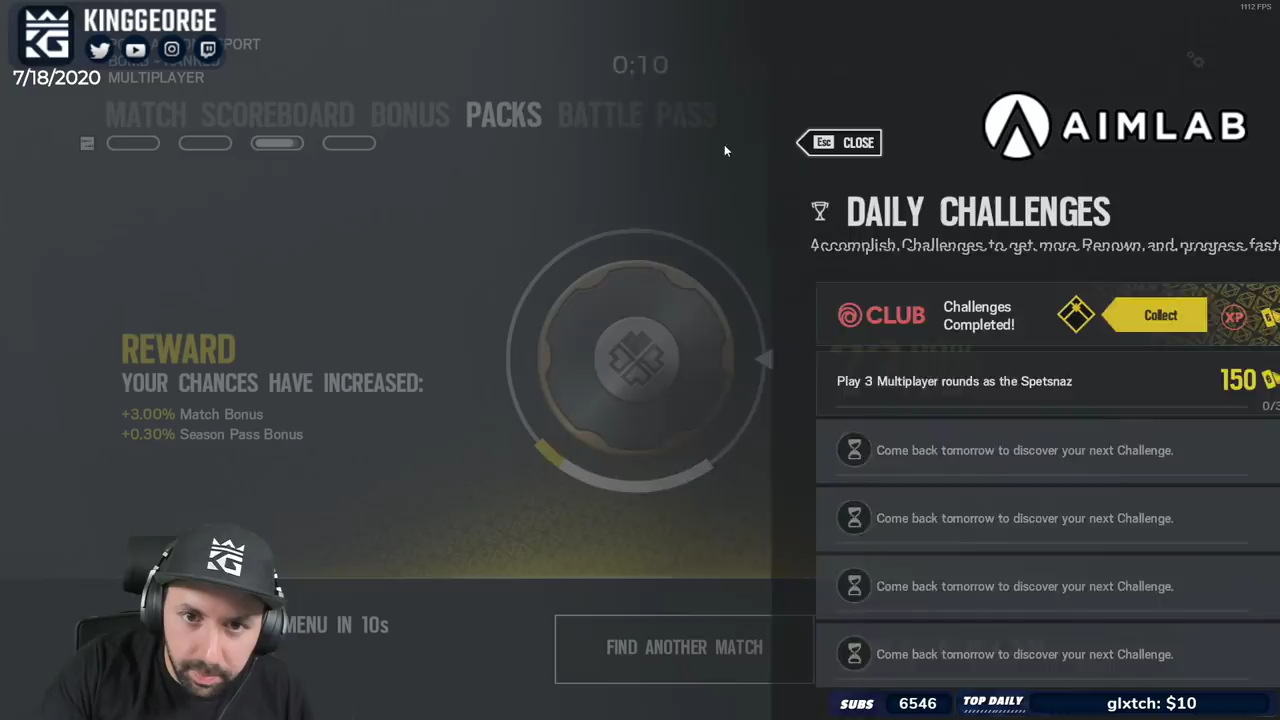 1112 FPS
KINGGEORGE
7/18/2020
MULTIPLAYER
0:10
MATCH SCOREBOARD BONUS PACKS BATTLE PASS
Esc CLOSE
AIMLAB
DAILY CHALLENGES
Accomplish Challenges to get more Renown and progress fast
CLUB
Challenges
Completed!
Collect
XP
REWARD
YOUR CHANCES HAVE INCREASED:
+3.00% Match Bonus
+0.30% Season Pass Bonus
Play 3 Multiplayer rounds as the Spetsnaz
150
0/3
Come back tomorrow to discover your next Challenge.
Come back tomorrow to discover your next Challenge.
Come back tomorrow to discover your next Challenge.
Come back tomorrow to discover your next Challenge.
KG
MENU IN 10s
FIND ANOTHER MATCH
SUBS 6546 TOP DAILY glxtch: $10